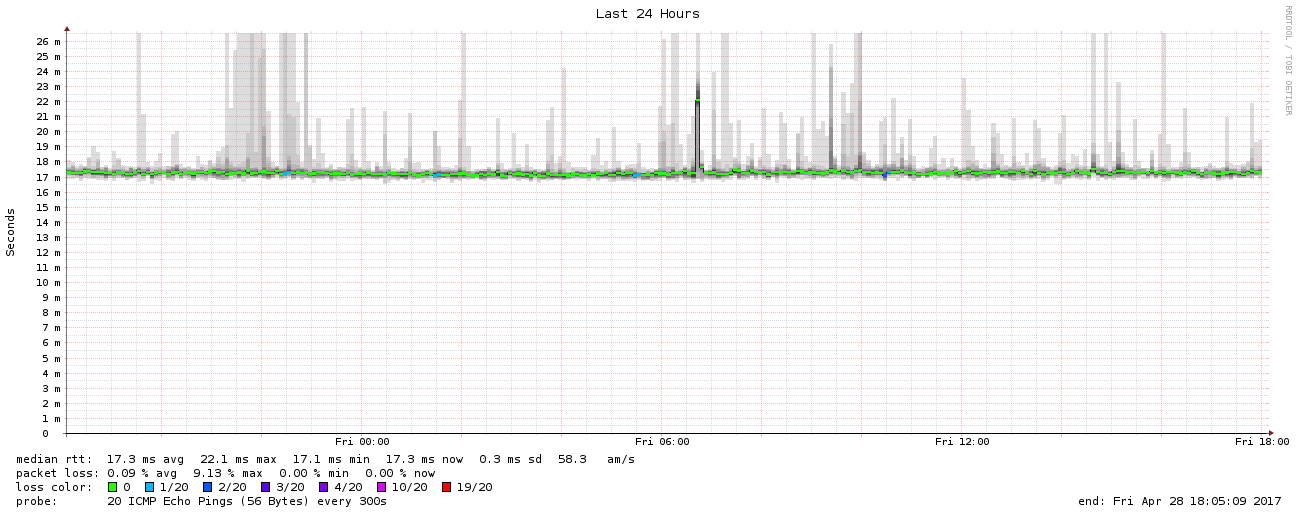 Last 24 Hours
RRDTOOL / TOBI OETIKER
Seconds
26 m
25 m
24 m
23 m
22 m
21 m
20 m
19 m
18 m
17 m
16 m
15 m
14 m
13 m
12 m
11 m
10 m
9 m
8 m
7 m
6 m
5 m
4 m
3 m
2 m
1 m
0
Fri 00:00 Fri 06:00 Fri 12:00 Fri 18:00
median rtt: 17.3 ms avg 22.1 ms max 17.1 ms min 17.3 ms now 0.3 ms sd 58.3 am/s
packet loss: 0.09 % avg 9.13 % max 0.00 % min 0.00 % now
loss color: 0 1/20 2/20 3/20 4/20 10/20 19/20
probe: 20 ICMP Echo Pings (56 Bytes) every 300s end: Fri Apr 28 18:05:09 2017